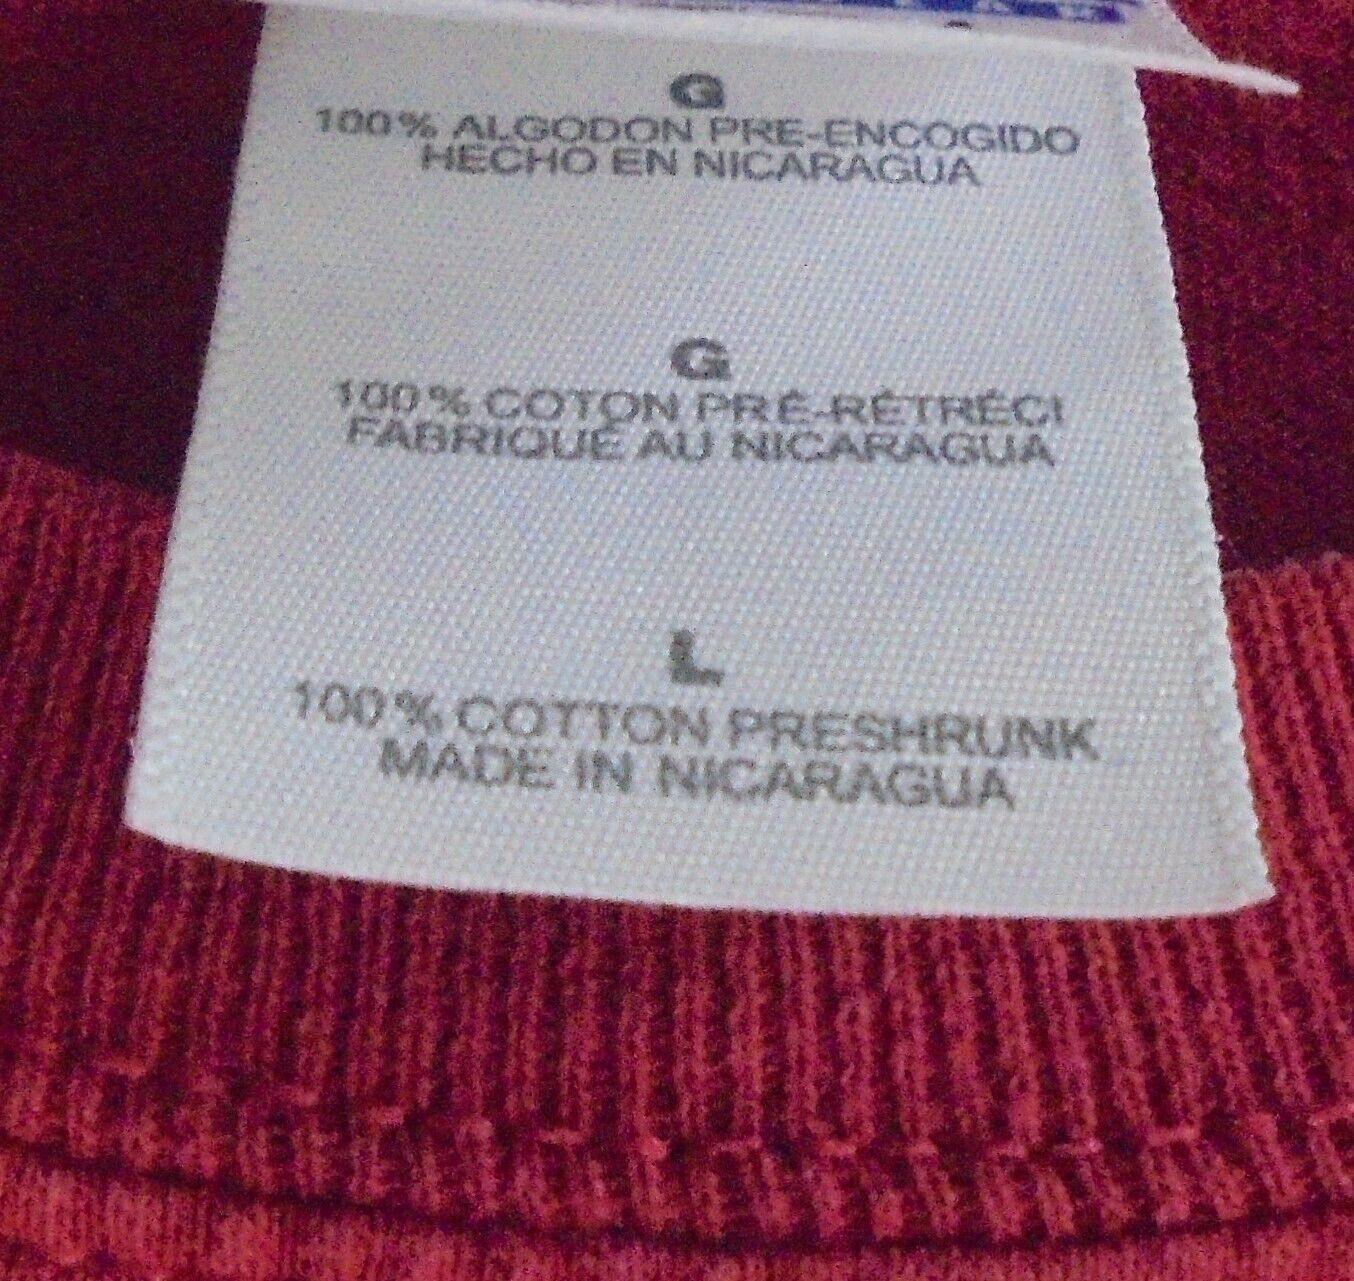 G
100% ALGODON PRE-ENCOGIDO
HECHO EN NICARAGUA
G
100% COTON PRÉ-RÉTRÉCI
FABRIQUE AU NICARAGUA
L
100% COTTON PRESHRUNK
MADE IN NICARAGUA